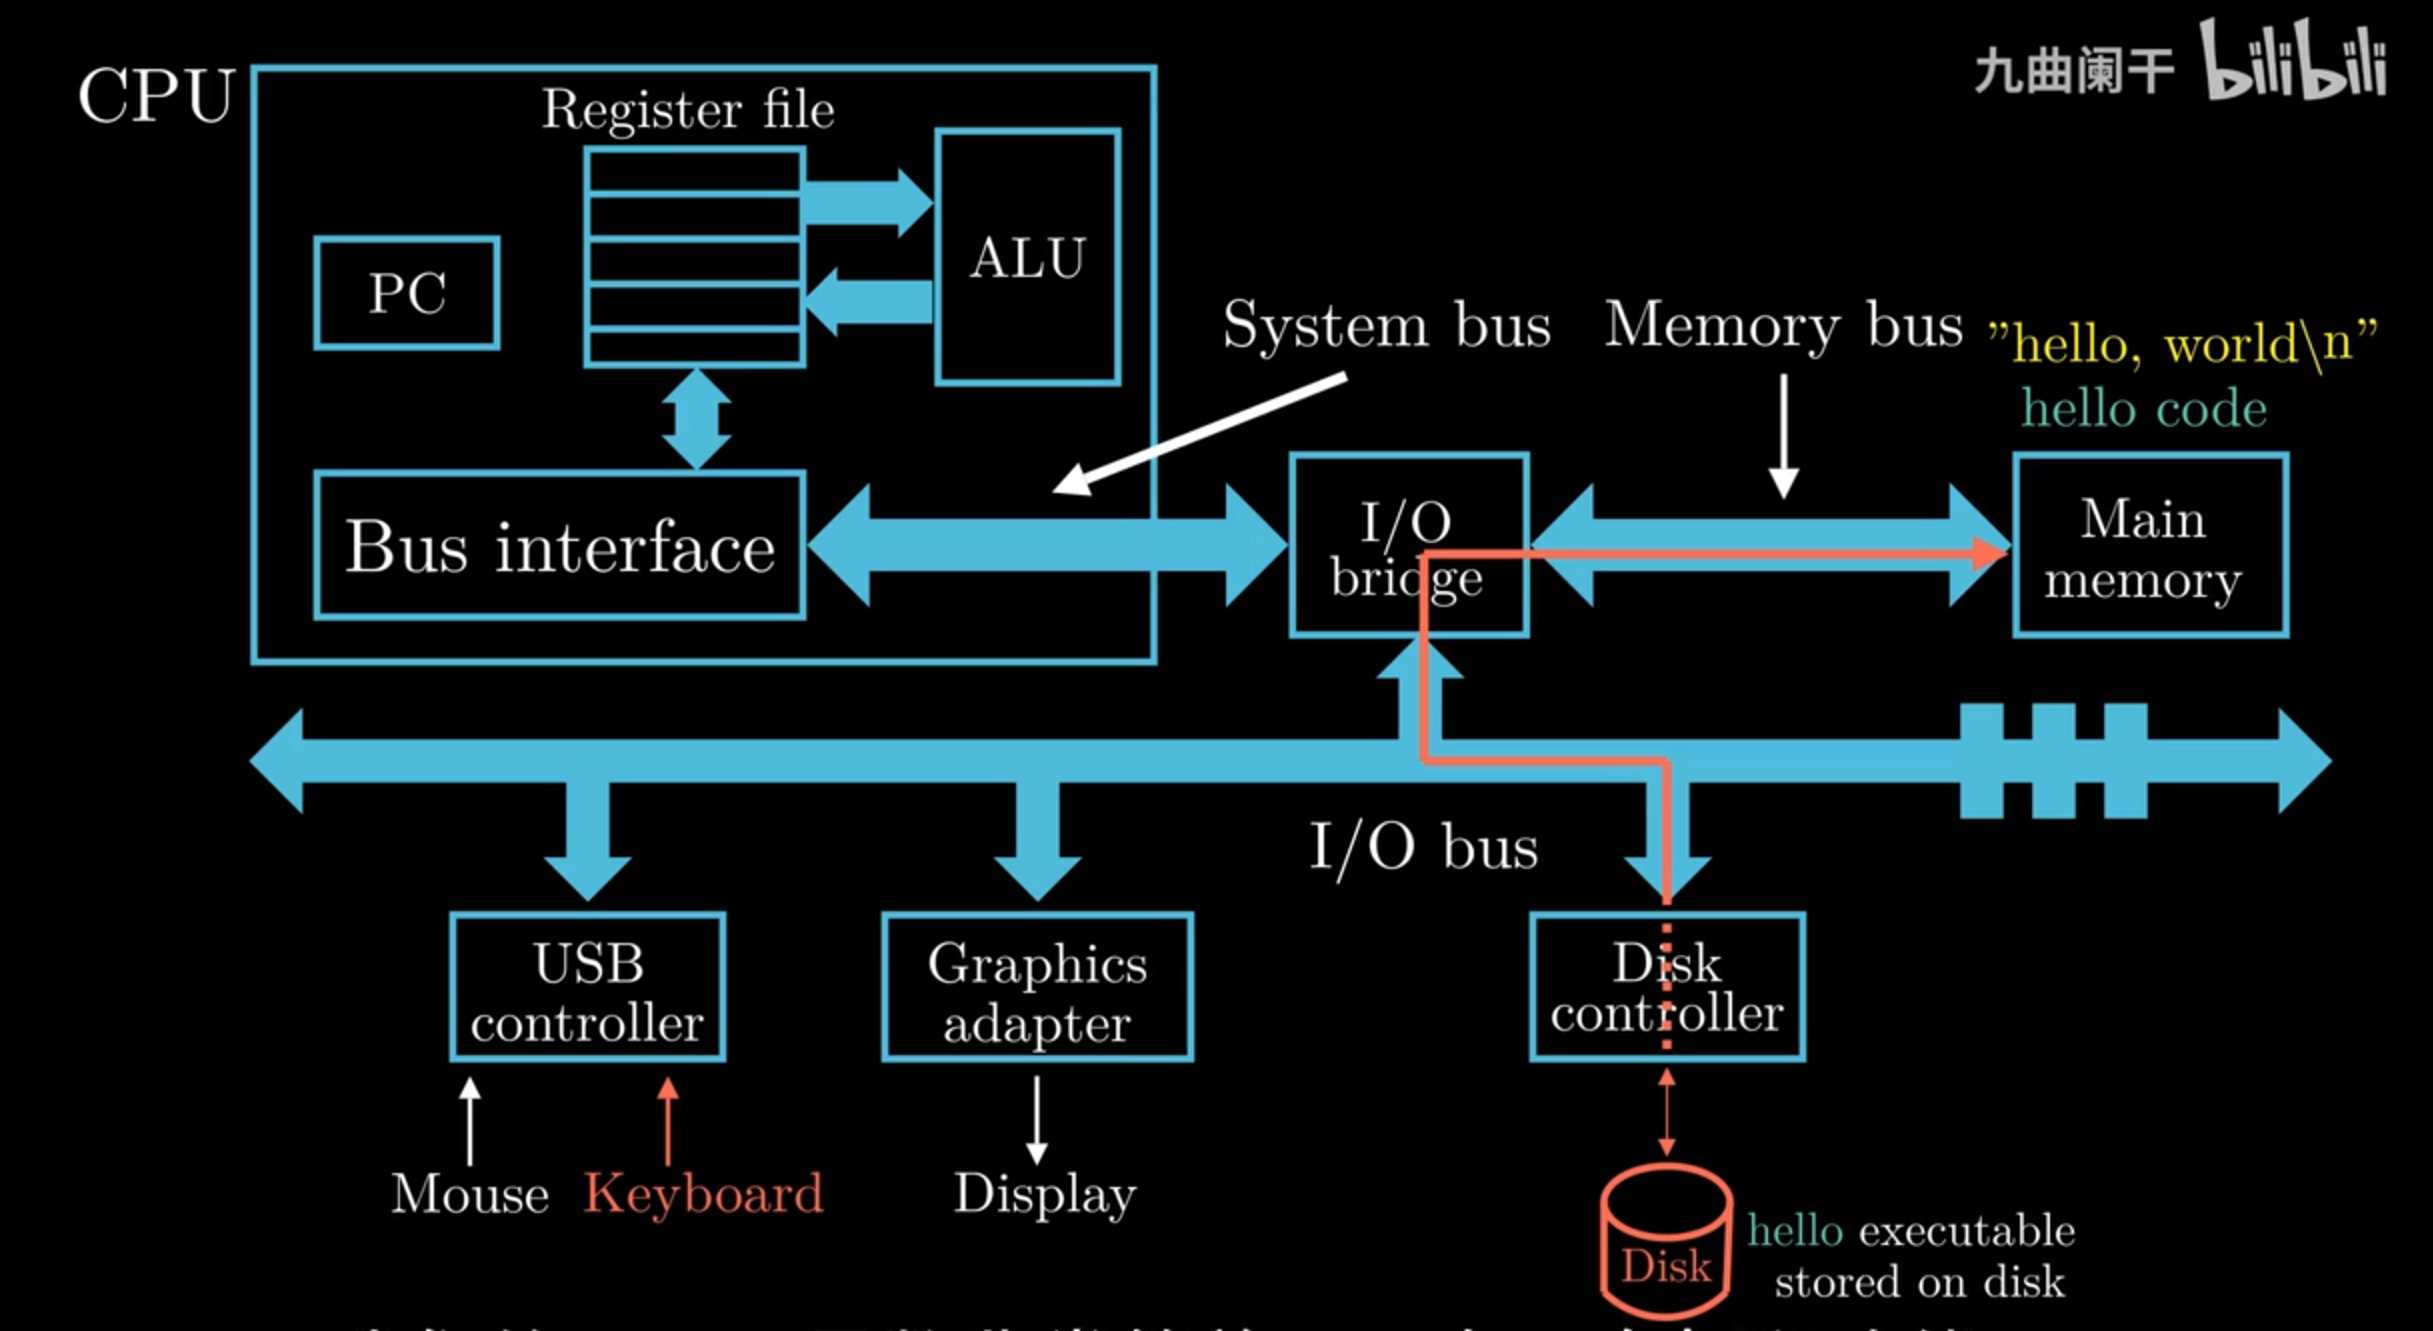 九曲阑干 bilibili
CPU
Register file
PC
ALU
System bus
Memory bus
"hello, world\n"
hello code
Bus interface
I/O
bridge
Main
memory
I/O bus
USB
controller
Graphics
adapter
Disk
controller
Mouse
Keyboard
Display
Disk
hello executable
stored on disk